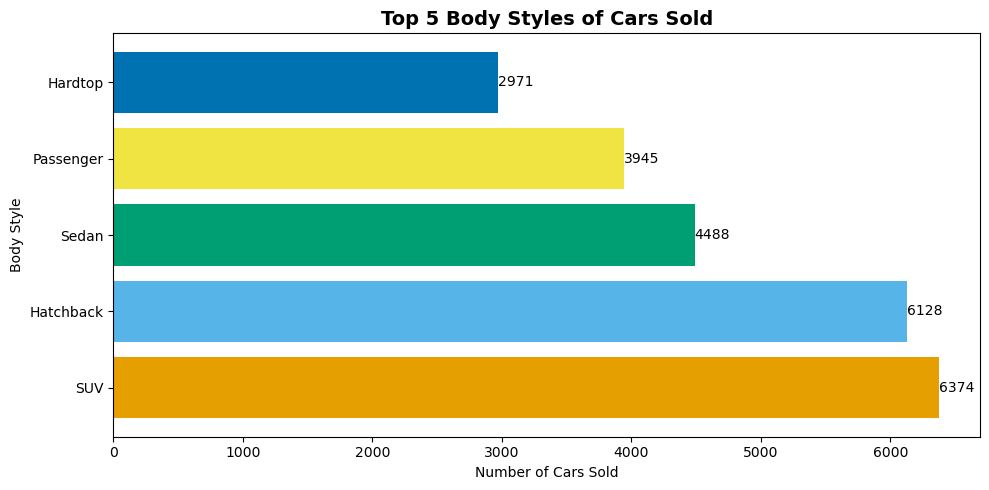 Top 5 Body Styles of Cars Sold
Body Style
Hardtop
2971
Passenger
3945
Sedan
4488
Hatchback
6128
SUV
6374
0 1000 2000 3000 4000 5000 6000
Number of Cars Sold